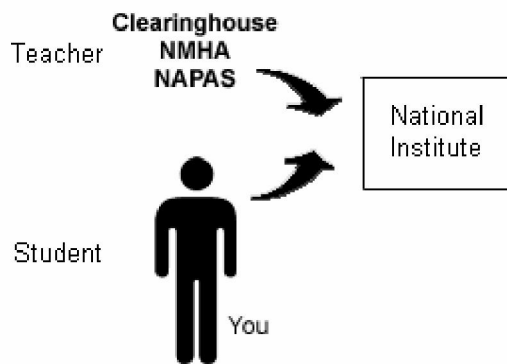 Clearinghouse
Teacher NMHA
NAPAS
National
Institute
Student
You